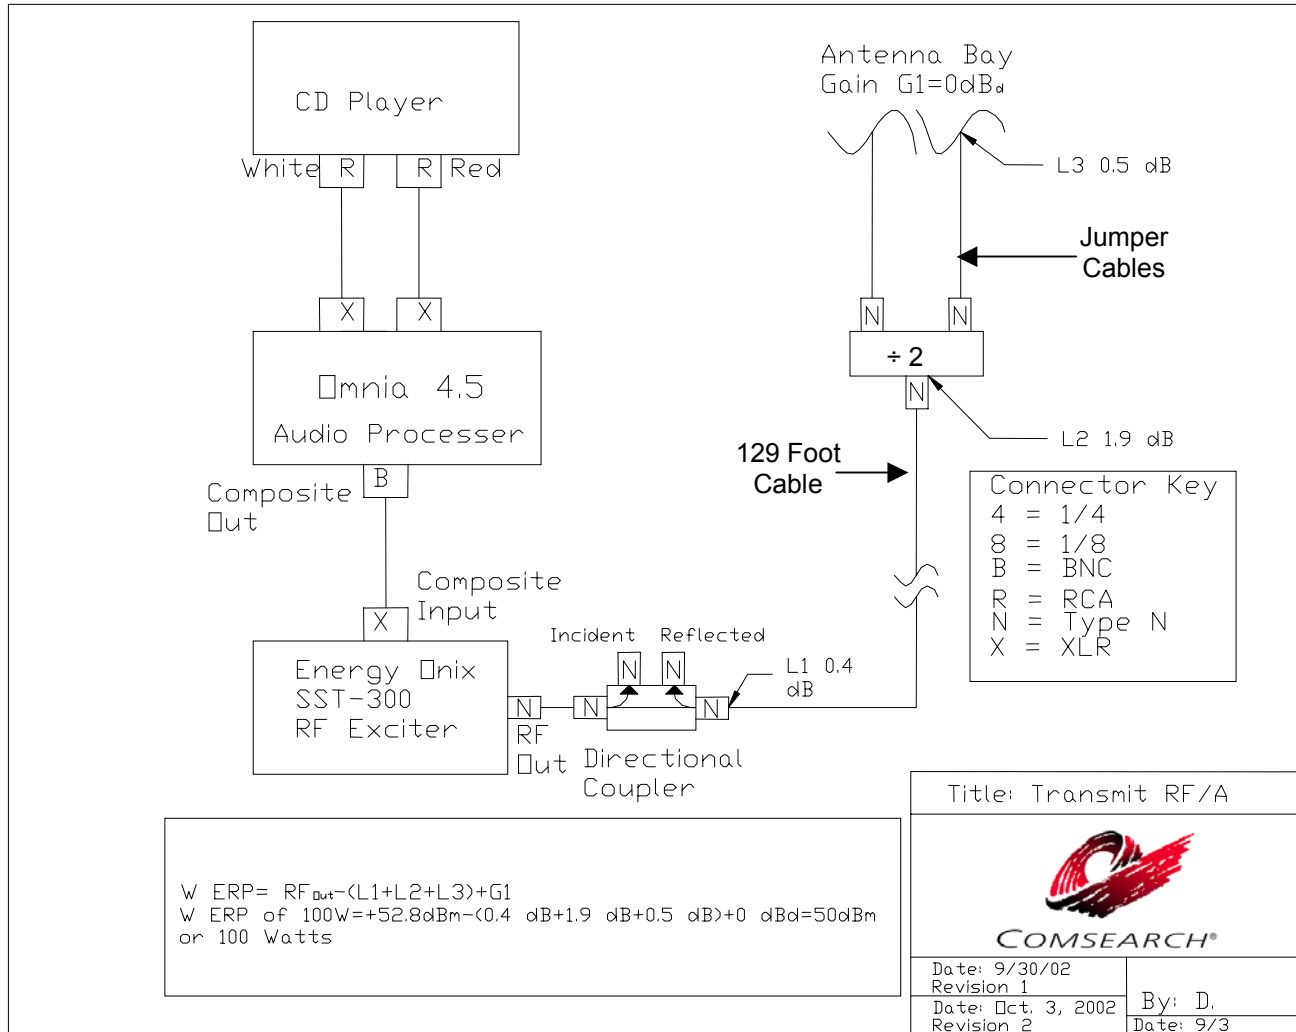 CD Player
White R R Red
X X
Omnia 4.5
Audio Processer
B
Composite
Out
Composite
Input
X
Energy Onix
SST-300
RF Exciter
N
RF
Out
Incident Reflected
N N
N N
Directional
Coupler
L1 0.4
dB
Antenna Bay
Gain G1=0dBd
L3 0.5 dB
Jumper
Cables
N N
÷ 2
N
L2 1.9 dB
129 Foot
Cable
Connector Key
4 = 1/4
8 = 1/8
B = BNC
R = RCA
N = Type N
X = XLR
W ERP= RFOut-(L1+L2+L3)+G1
W ERP of 100W=+52.8dBm-(0.4 dB+1.9 dB+0.5 dB)+0 dBd=50dBm
or 100 Watts
Title: Transmit RF/A
COMSEARCH®
Date: 9/30/02
Revision 1
Date: Oct. 3, 2002
Revision 2
By: D.
Date: 9/3